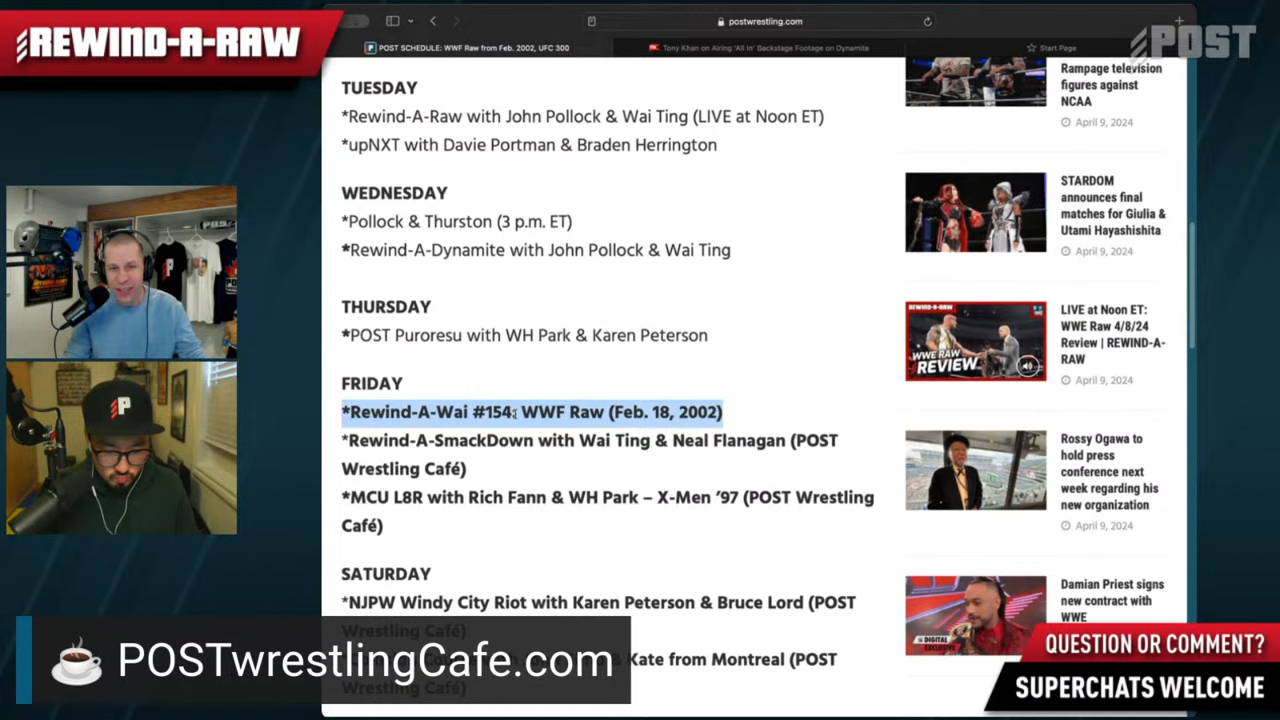 REWIND-A-RAW
postwrestling.com
POST SCHEDULE: WWF Raw from Feb. 2002, UFC 300
Tony Khan on Airing 'All In' Backstage Footage on Dynamite
Start Page
POST
TUESDAY
*Rewind-A-Raw with John Pollock & Wai Ting (LIVE at Noon ET)
*upNXT with Davie Portman & Braden Herrington
WEDNESDAY
*Pollock & Thurston (3 p.m. ET)
*Rewind-A-Dynamite with John Pollock & Wai Ting
THURSDAY
*POST Puroresu with WH Park & Karen Peterson
FRIDAY
*Rewind-A-Wai #154: WWF Raw (Feb. 18, 2002)
*Rewind-A-SmackDown with Wai Ting & Neal Flanagan (POST
Wrestling Café)
*MCU L8R with Rich Fann & WH Park – X-Men ’97 (POST Wrestling
Café)
SATURDAY
*NJPW Windy City Riot with Karen Peterson & Bruce Lord (POST
Wrestling Café)
& Kate from Montreal (POST
Wrestling Café)
Rampage television
figures against
NCAA
April 9, 2024
STARDOM
announces final
matches for Giulia &
Utami Hayashishita
April 9, 2024
REWIND-A-RAW
WWE RAW
REVIEW
LIVE at Noon ET:
WWE Raw 4/8/24
Review | REWIND-A-
RAW
April 9, 2024
Rossy Ogawa to
hold press
conference next
week regarding his
new organization
April 9, 2024
DIGITAL
EXCLUSIVE
Damian Priest signs
new contract with
WWE
POSTwrestlingCafe.com
QUESTION OR COMMENT?
SUPERCHATS WELCOME